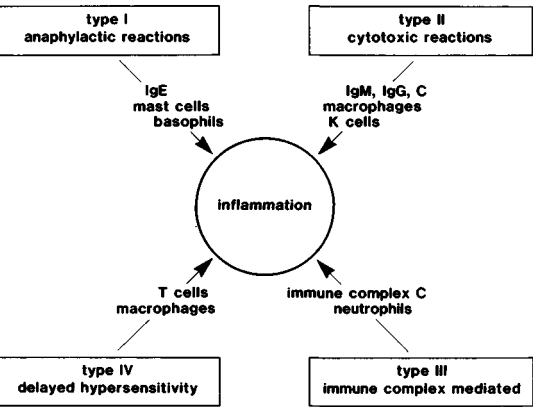 type I
anaphylactic reactions
type II
cytotoxic reactions
IgE
mast cells
basophils
IgM, IgG, C
macrophages
K cells
inflammation
T cells
macrophages
immune complex C
neutrophils
type IV
delayed hypersensitivity
type III
immune complex mediated